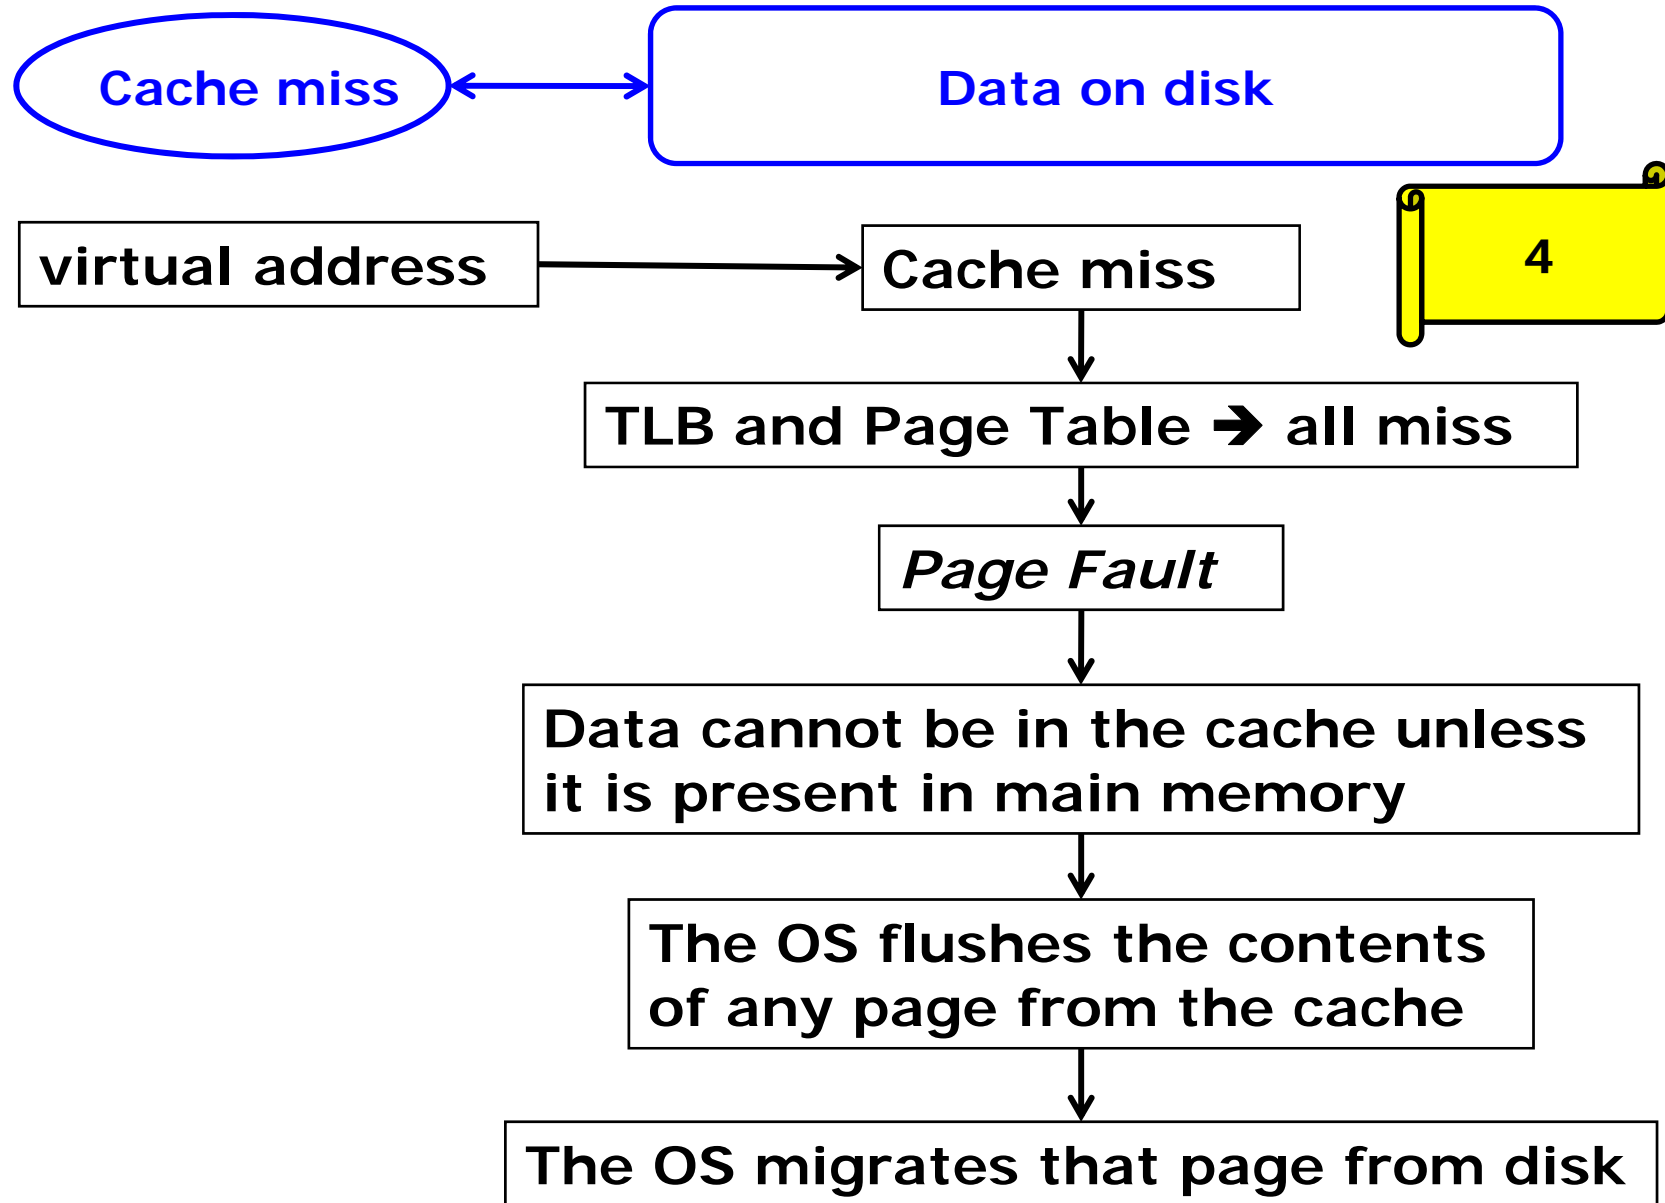 Cache miss
Data on disk
virtual address
Cache miss
4
TLB and Page Table ➔ all miss
Page Fault
Data cannot be in the cache unless
it is present in main memory
The OS flushes the contents
of any page from the cache
The OS migrates that page from disk